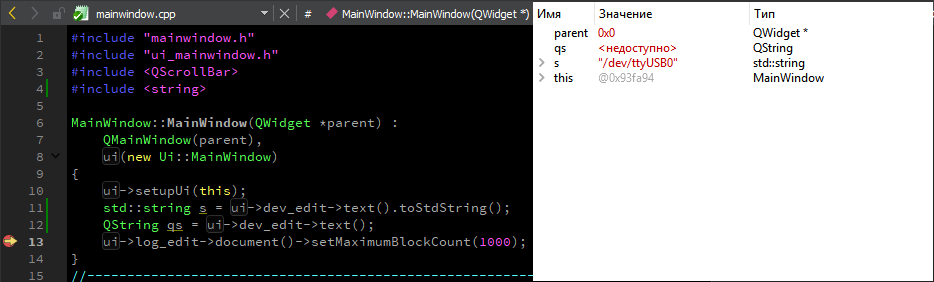 mainwindow.cpp # MainWindow::MainWindow(QWidget *)
1 #include "mainwindow.h"
2 #include "ui_mainwindow.h"
3 #include <QScrollBar>
4 #include <string>
5
6 MainWindow::MainWindow(QWidget *parent) :
7 QMainWindow(parent),
8 ui(new Ui::MainWindow)
9 {
10 ui->setupUi(this);
11 std::string s = ui->dev_edit->text().toStdString();
12 QString qs = ui->dev_edit->text();
13 ui->log_edit->document()->setMaximumBlockCount(1000);
14 }
15 //----------------------------------------------------------
Имя Значение Тип
parent 0x0 QWidget *
qs <недоступно> QString
s "/dev/ttyUSB0" std::string
this @0x93fa94 MainWindow